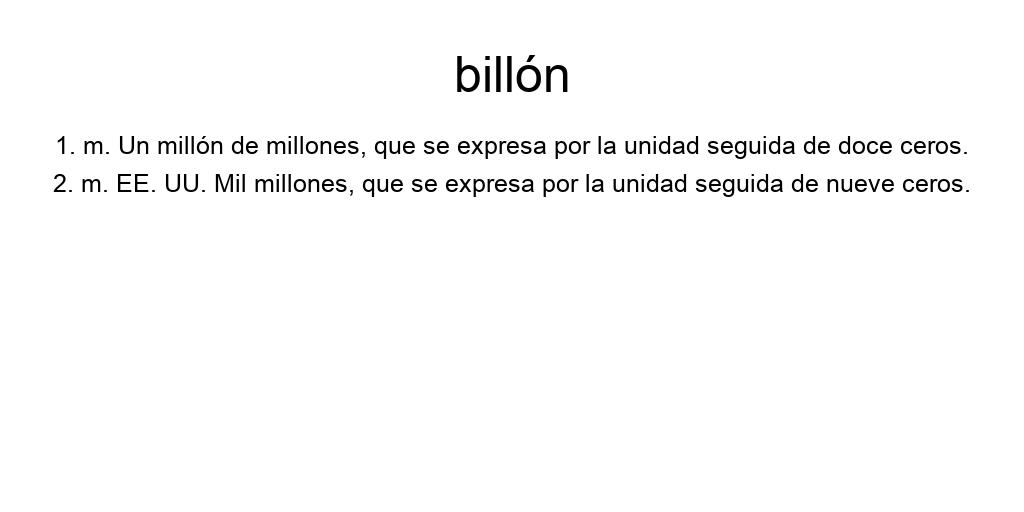 billón
1. m. Un millón de millones, que se expresa por la unidad seguida de doce ceros.
2. m. EE. UU. Mil millones, que se expresa por la unidad seguida de nueve ceros.